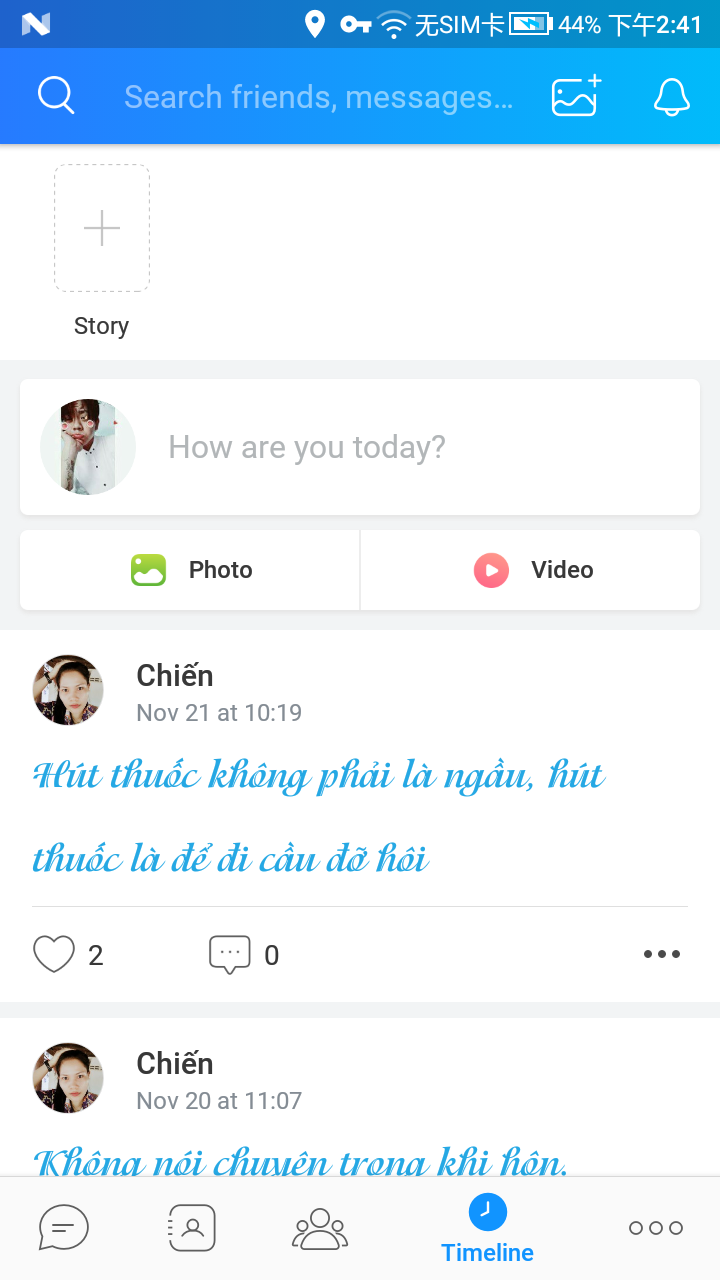 无SIM卡 44% 下午2:41
Search friends, messages...
Story
How are you today?
Photo Video
Chiến
Nov 21 at 10:19
Hút thuốc không phải là ngầu, hút
thuốc là để đi cầu đỡ hôi
2 0
Chiến
Nov 20 at 11:07
Không nói chuyện trong khi hôn.
Timeline